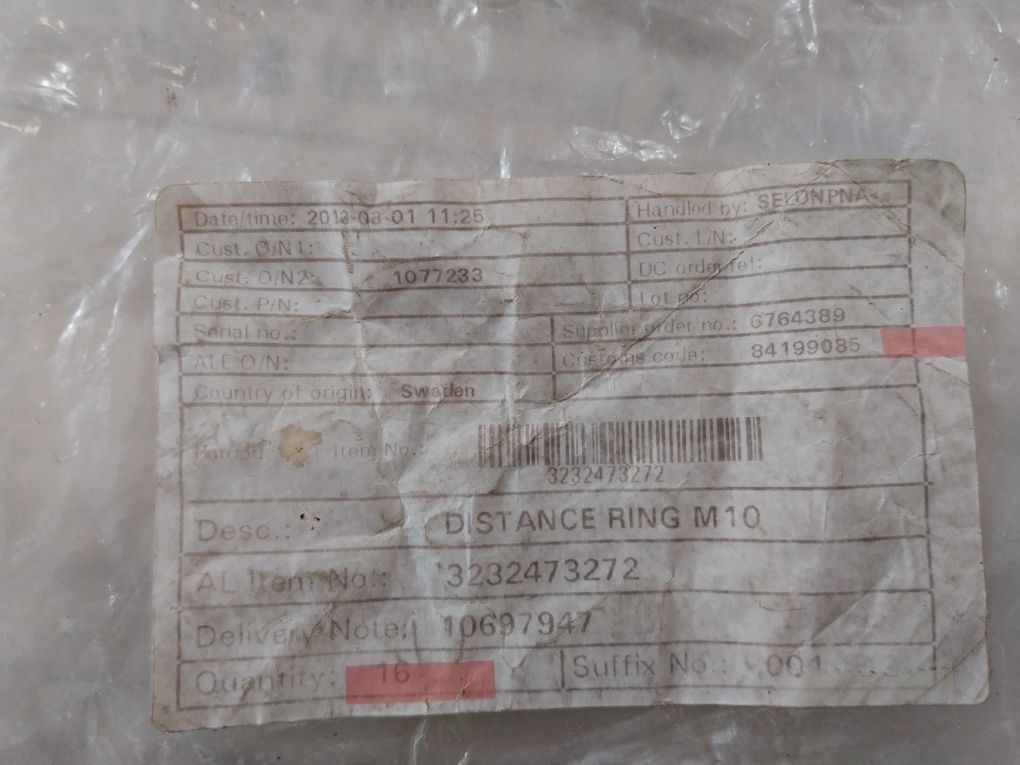 Date/time: 2013-03-01 11:25
Handled by: SELONPNA
Cust. O/N1:
Cust. L/N:
Cust. O/N2: 1077233
DC order
Cust. P/N:
Lot no:
Serial no.:
Supplier order no.: 6764389
ALF O/N:
Customs code: 84199085
Country of origin: Sweden
Item No.:
3232473272
Desc.: DISTANCE RING M10
AL Item No.: 3232473272
Delivery Note: 10697947
Quantity: 16
Suffix No.: 001